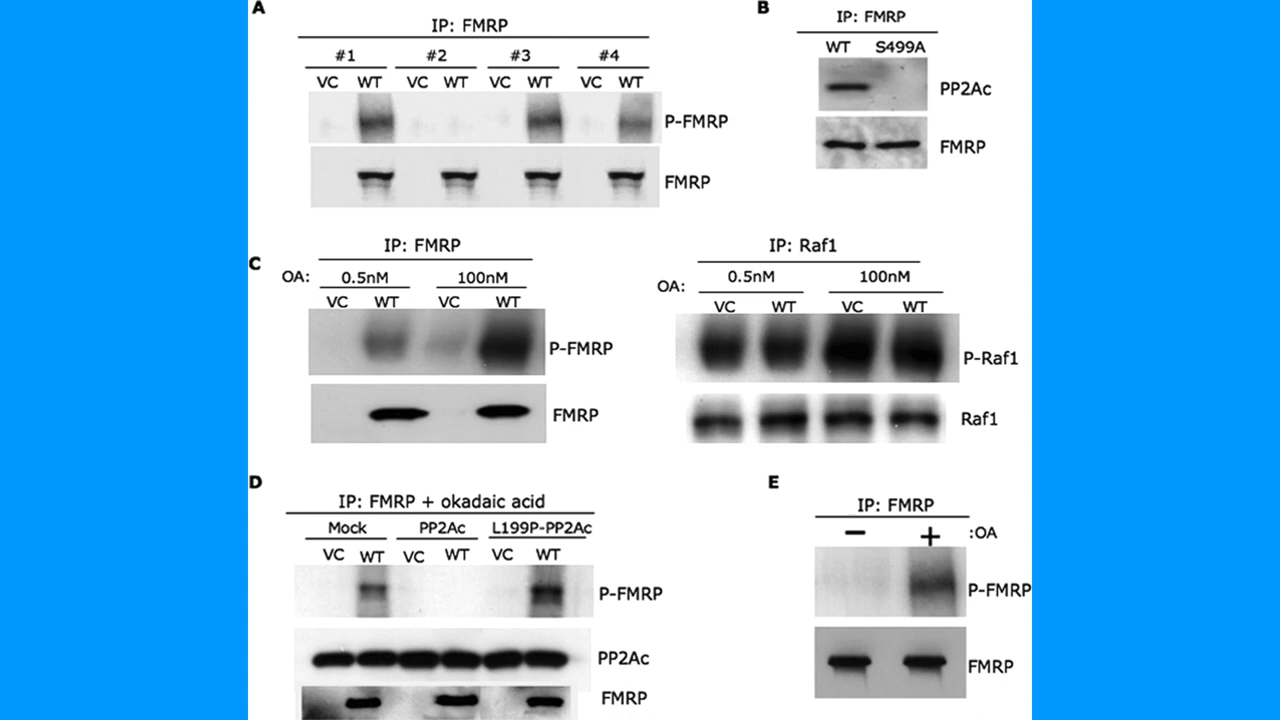 A
IP: FMRP
#1 #2 #3 #4
VC WT VC WT VC WT VC WT
P-FMRP
FMRP
B
IP: FMRP
WT S499A
PP2Ac
FMRP
C
IP: FMRP
OA: 0.5nM 100nM
VC WT VC WT
P-FMRP
FMRP
IP: Raf1
OA: 0.5nM 100nM
VC WT VC WT
P-Raf1
Raf1
D
IP: FMRP + okadaic acid
Mock PP2Ac L199P-PP2Ac
VC WT VC WT VC WT
P-FMRP
PP2Ac
FMRP
E
IP: FMRP
− + :OA
P-FMRP
FMRP